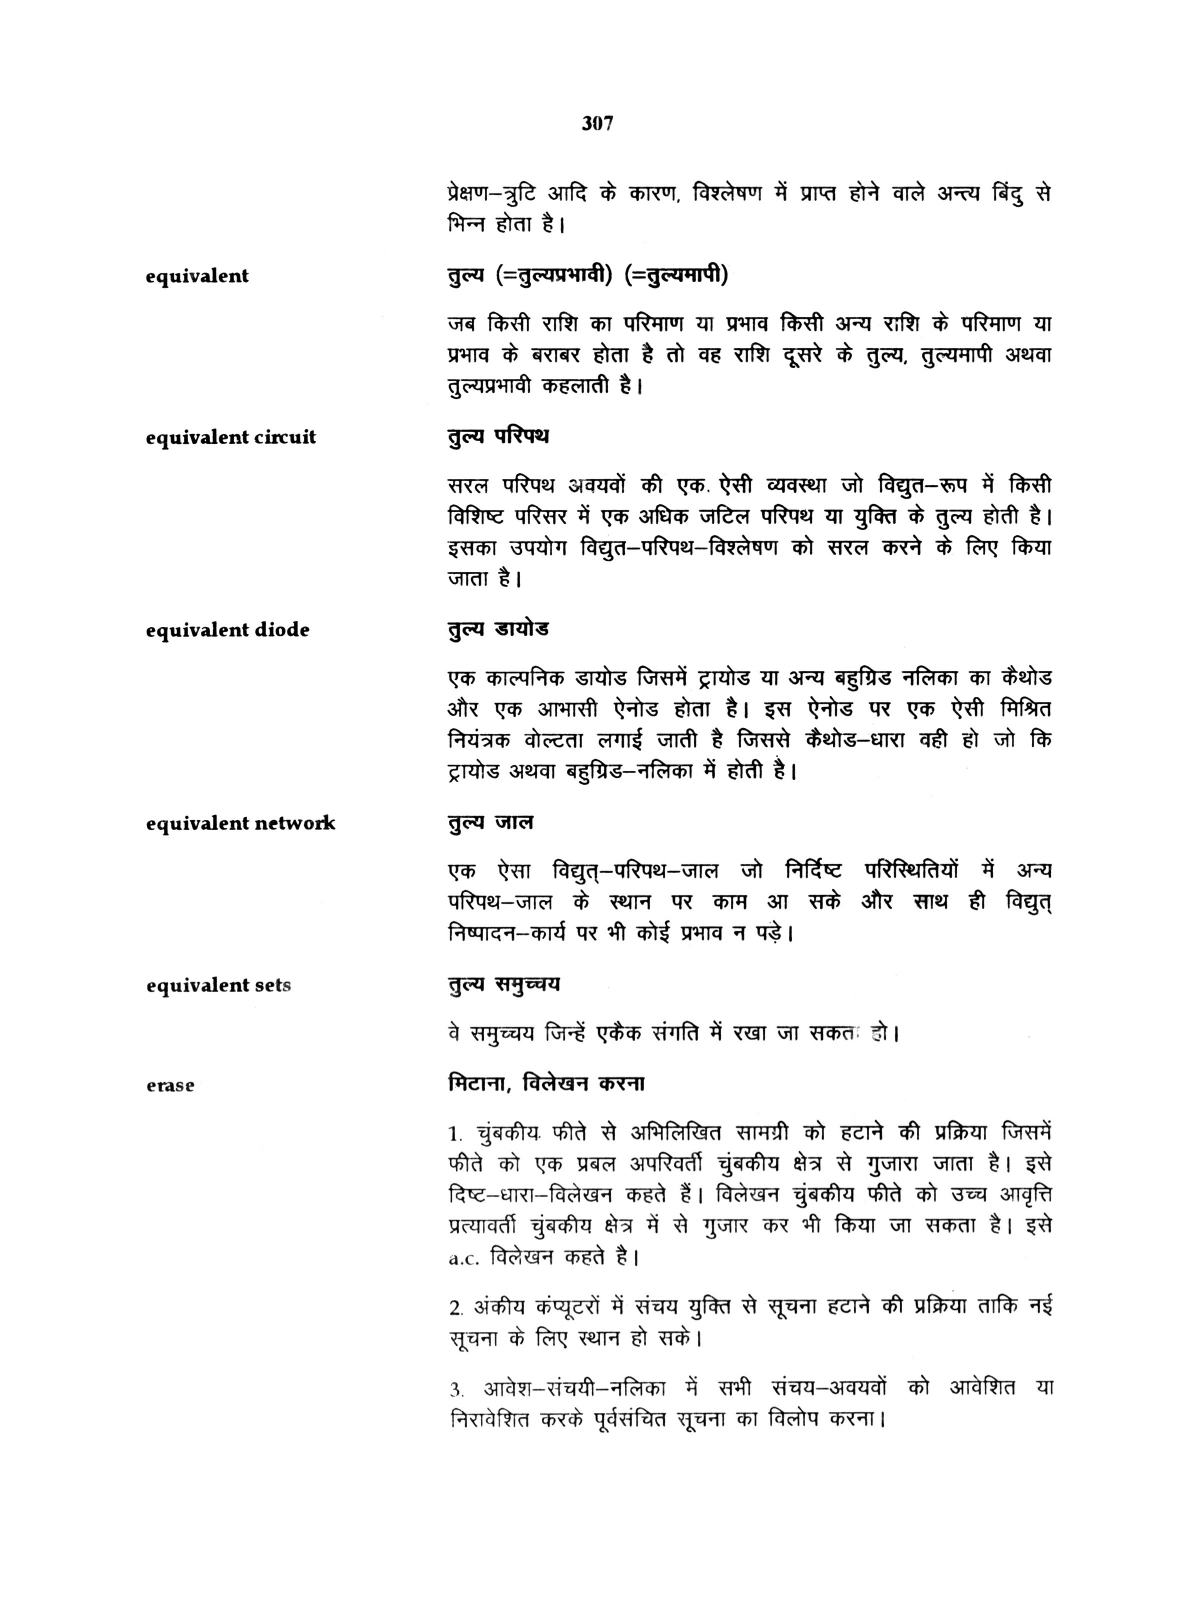 307
प्रेक्षण–त्रुटि आदि के कारण, विश्लेषण में प्राप्त होने वाले अन्त्य बिंदु से
भिन्न होता है।
equivalent तुल्य (=तुल्यप्रभावी) (=तुल्यमापी)
जब किसी राशि का परिमाण या प्रभाव किसी अन्य राशि के परिमाण या
प्रभाव के बराबर होता है तो वह राशि दूसरे के तुल्य, तुल्यमापी अथवा
तुल्यप्रभावी कहलाती है।
equivalent circuit तुल्य परिपथ
सरल परिपथ अवयवों की एक ऐसी व्यवस्था जो विद्युत–रूप में किसी
विशिष्ट परिसर में एक अधिक जटिल परिपथ या युक्ति के तुल्य होती है।
इसका उपयोग विद्युत–परिपथ–विश्लेषण को सरल करने के लिए किया
जाता है।
equivalent diode तुल्य डायोड
एक काल्पनिक डायोड जिसमें ट्रायोड या अन्य बहुग्रिड नलिका का कैथोड
और एक आभासी ऐनोड होता है। इस ऐनोड पर एक ऐसी मिश्रित
नियंत्रक वोल्टता लगाई जाती है जिससे कैथोड–धारा वही हो जो कि
ट्रायोड अथवा बहुग्रिड–नलिका में होती है।
equivalent network तुल्य जाल
एक ऐसा विद्युत्–परिपथ–जाल जो निर्दिष्ट परिस्थितियों में अन्य
परिपथ–जाल के स्थान पर काम आ सके और साथ ही विद्युत्
निष्पादन–कार्य पर भी कोई प्रभाव न पड़े।
equivalent sets तुल्य समुच्चय
वे समुच्चय जिन्हें एकैक संगति में रखा जा सकता हो।
erase मिटाना, विलेखन करना
1. चुंबकीय फीते से अभिलिखित सामग्री को हटाने की प्रक्रिया जिसमें
फीते को एक प्रबल अपरिवर्ती चुंबकीय क्षेत्र से गुजारा जाता है। इसे
दिष्ट–धारा–विलेखन कहते हैं। विलेखन चुंबकीय फीते को उच्च आवृत्ति
प्रत्यावर्ती चुंबकीय क्षेत्र में से गुजार कर भी किया जा सकता है। इसे
a.c. विलेखन कहते है।
2. अंकीय कंप्यूटरों में संचय युक्ति से सूचना हटाने की प्रक्रिया ताकि नई
सूचना के लिए स्थान हो सके।
3. आवेश–संचयी–नलिका में सभी संचय–अवयवों को आवेशित या
निरावेशित करके पूर्वसंचित सूचना का विलोप करना।